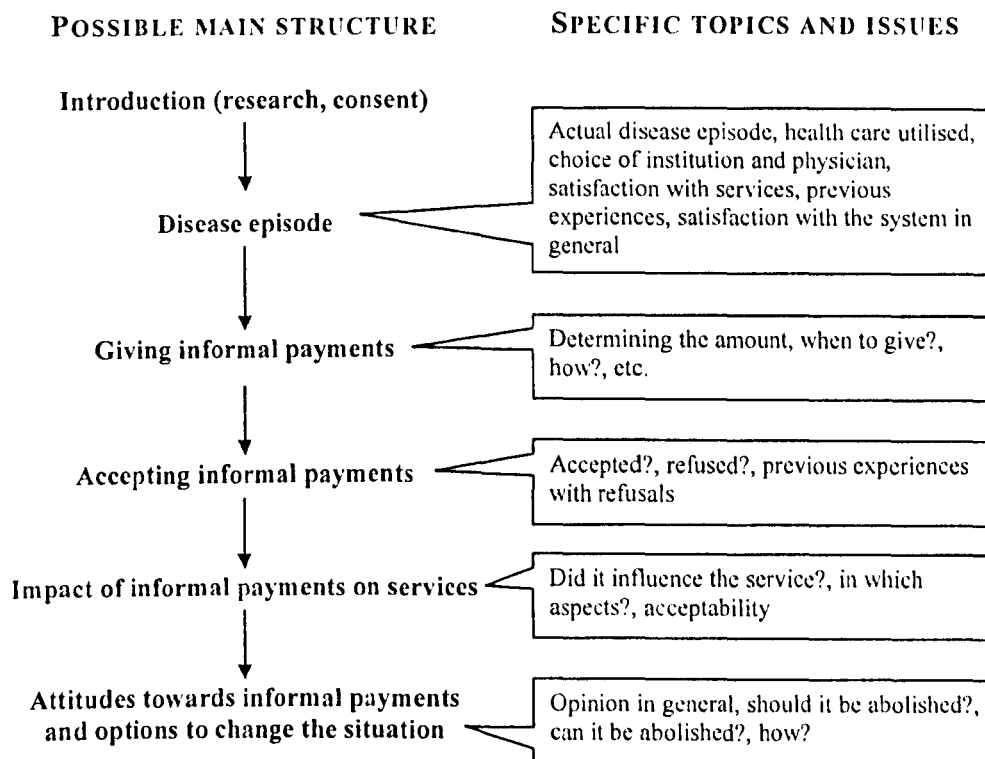 POSSIBLE MAIN STRUCTURE
SPECIFIC TOPICS AND ISSUES
Introduction (research, consent)
Actual disease episode, health care utilised,
choice of institution and physician,
satisfaction with services, previous
experiences, satisfaction with the system in
general
Disease episode
Giving informal payments
Determining the amount, when to give?,
how?, etc.
Accepting informal payments
Accepted?, refused?, previous experiences
with refusals
Impact of informal payments on services
Did it influence the service?, in which
aspects?, acceptability
Attitudes towards informal payments
and options to change the situation
Opinion in general, should it be abolished?,
can it be abolished?, how?